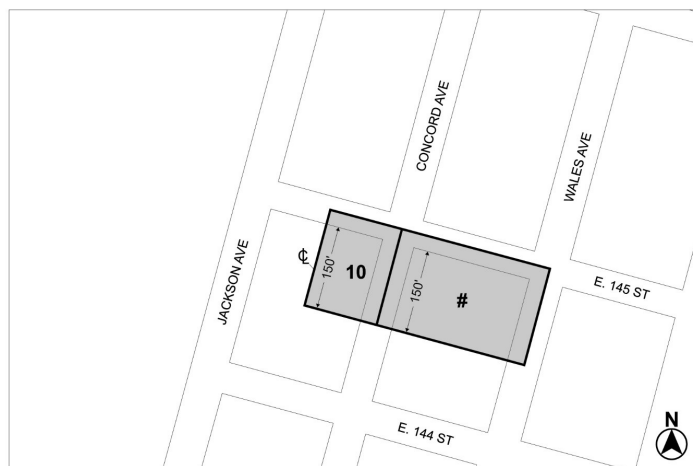 CONCORD AVE
WALES AVE
JACKSON AVE
℄
150'
10
150'
#
E. 145 ST
E. 144 ST
N